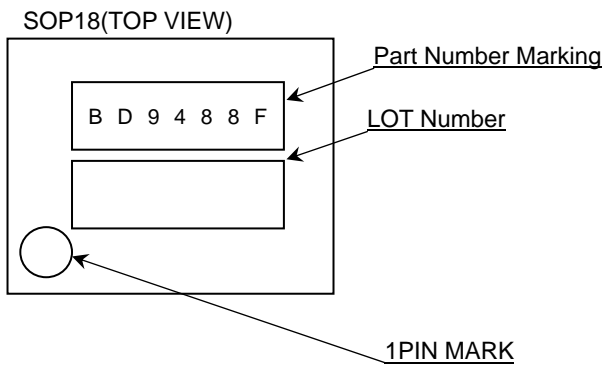 SOP18(TOP VIEW)
Part Number Marking
B D 9 4 8 8 F
LOT Number
1PIN MARK